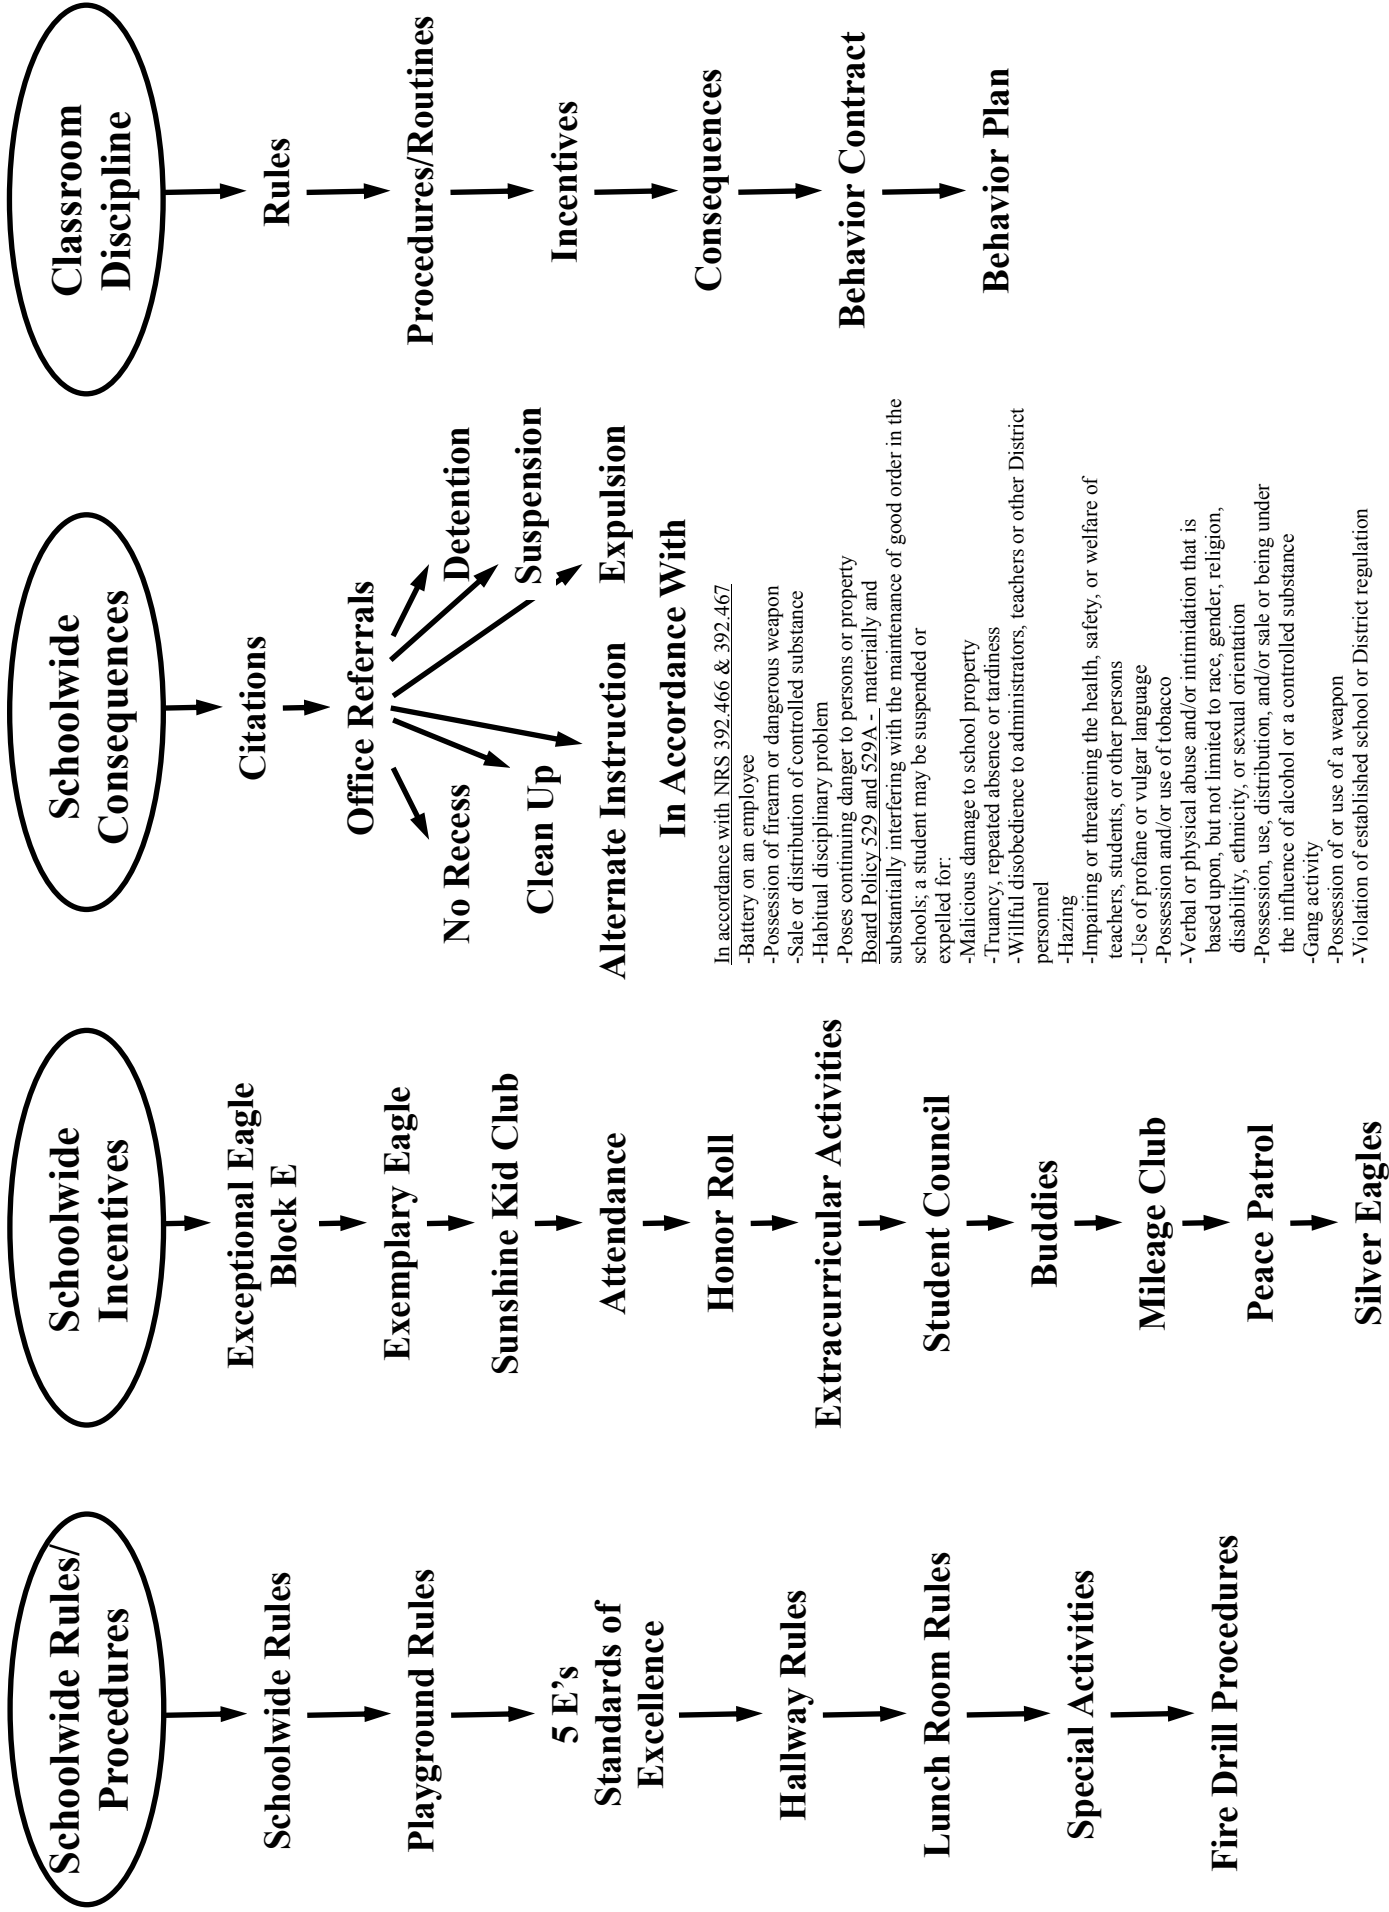 Schoolwide Rules/
Procedures
Schoolwide Rules
Playground Rules
5 E's
Standards of
Excellence
Hallway Rules
Lunch Room Rules
Special Activities
Fire Drill Procedures
Schoolwide
Incentives
Exceptional Eagle
Block E
Exemplary Eagle
Sunshine Kid Club
Attendance
Honor Roll
Extracurricular Activities
Student Council
Buddies
Mileage Club
Peace Patrol
Silver Eagles
Schoolwide
Consequences
Citations
Office Referrals
No Recess
Detention
Clean Up
Suspension
Alternate Instruction
Expulsion
In Accordance With
In accordance with NRS 392.466 & 392.467
-Battery on an employee
-Possession of firearm or dangerous weapon
-Sale or distribution of controlled substance
-Habitual disciplinary problem
-Poses continuing danger to persons or property
Board Policy 529 and 529A - materially and
substantially interfering with the maintenance of good order in the
schools; a student may be suspended or
expelled for:
-Malicious damage to school property
-Truancy, repeated absence or tardiness
-Willful disobedience to administrators, teachers or other District
personnel
-Hazing
-Impairing or threatening the health, safety, or welfare of
teachers, students, or other persons
-Use of profane or vulgar language
-Possession and/or use of tobacco
-Verbal or physical abuse and/or intimidation that is
based upon, but not limited to race, gender, religion,
disability, ethnicity, or sexual orientation
-Possession, use, distribution, and/or sale or being under
the influence of alcohol or a controlled substance
-Gang activity
-Possession of or use of a weapon
-Violation of established school or District regulation
Classroom
Discipline
Rules
Procedures/Routines
Incentives
Consequences
Behavior Contract
Behavior Plan